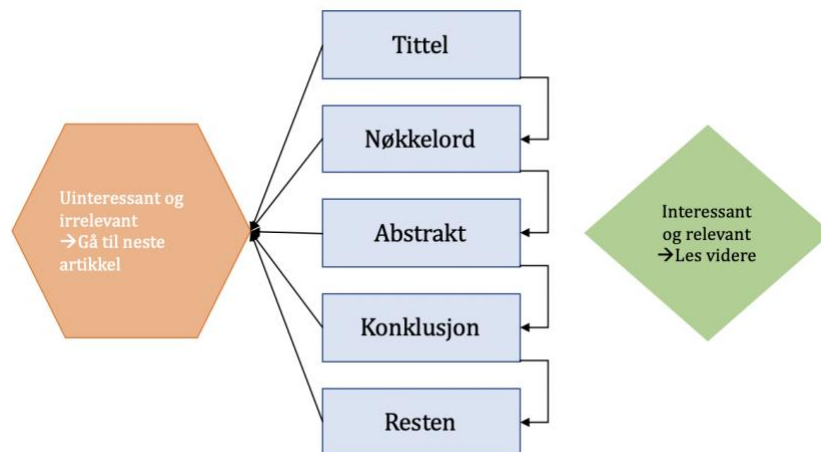 Tittel
Nøkkelord
Uinteressant og
irrelevant
→Gå til neste
artikkel
Abstrakt
Interessant
og relevant
→Les videre
Konklusjon
Resten